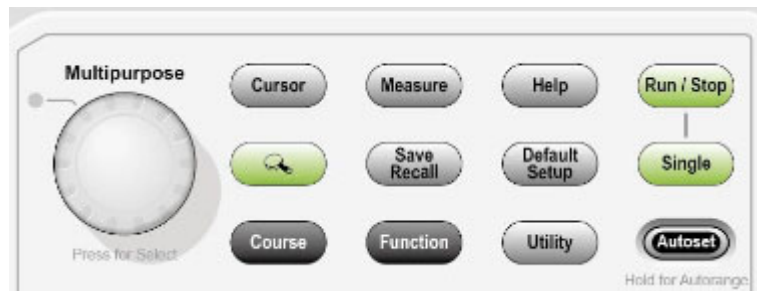 Multipurpose
Cursor
Measure
Help
Run / Stop
Save
Recall
Default
Setup
Single
Course
Function
Utility
Autoset
Press for Select
Hold for Autorange